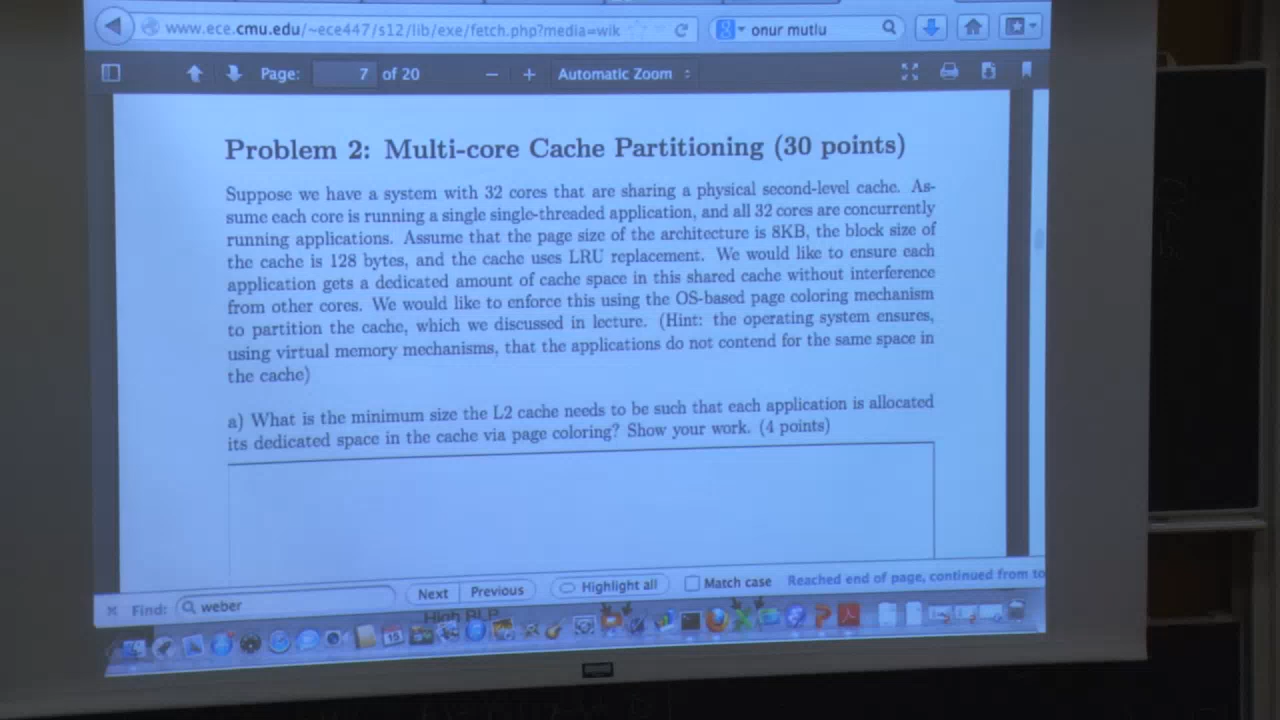 www.ece.cmu.edu/~ece447/s12/lib/exe/fetch.php?media=wik
onur mutlu
Page: 7 of 20
Automatic Zoom
Problem 2: Multi-core Cache Partitioning (30 points)
Suppose we have a system with 32 cores that are sharing a physical second-level cache. As-
sume each core is running a single single-threaded application, and all 32 cores are concurrently
running applications. Assume that the page size of the architecture is 8KB, the block size of
the cache is 128 bytes, and the cache uses LRU replacement. We would like to ensure each
application gets a dedicated amount of cache space in this shared cache without interference
from other cores. We would like to enforce this using the OS-based page coloring mechanism
to partition the cache, which we discussed in lecture. (Hint: the operating system ensures,
using virtual memory mechanisms, that the applications do not contend for the same space in
the cache)
a) What is the minimum size the L2 cache needs to be such that each application is allocated
its dedicated space in the cache via page coloring? Show your work. (4 points)
Find: weber
Next Previous Highlight all Match case Reached end of page, continued from to
High RLP
15